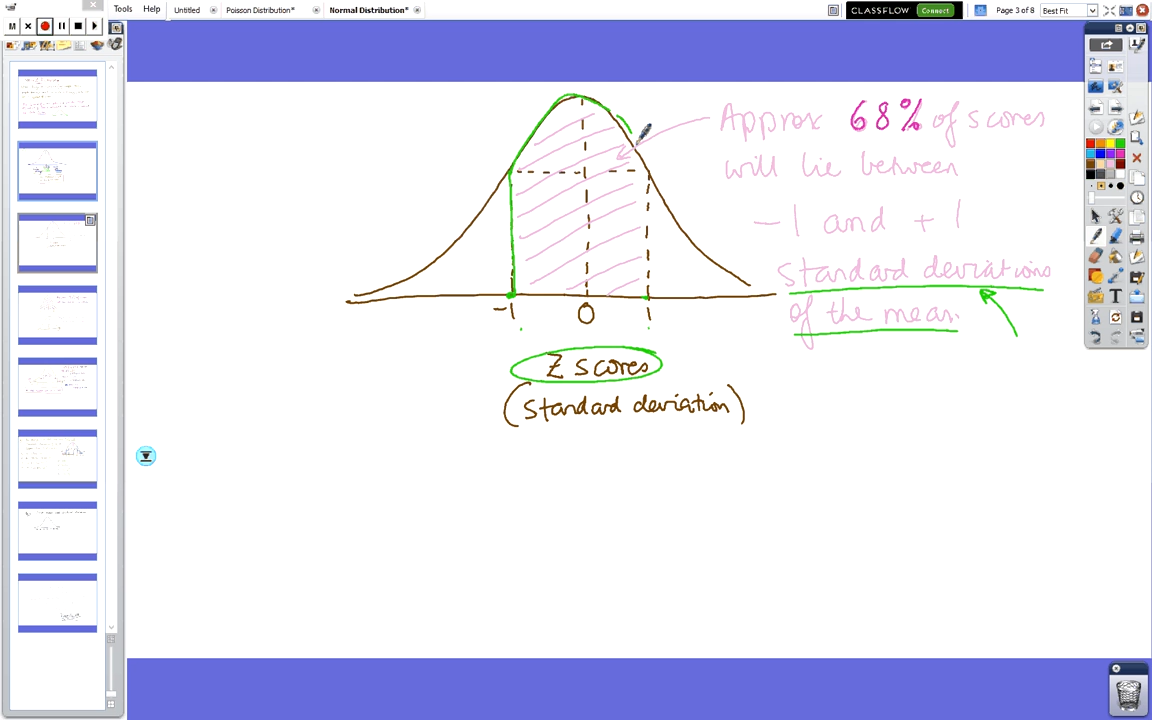 Tools Help Untitled Poisson Distribution* Normal Distribution* CLASSFLOW Connect Page 3 of 8 Best Fit
M
Approx 68% of scores
will lie between
-1 and +1
standard deviations
of the mean.
-1 0 1
Z scores
(standard deviation)
T